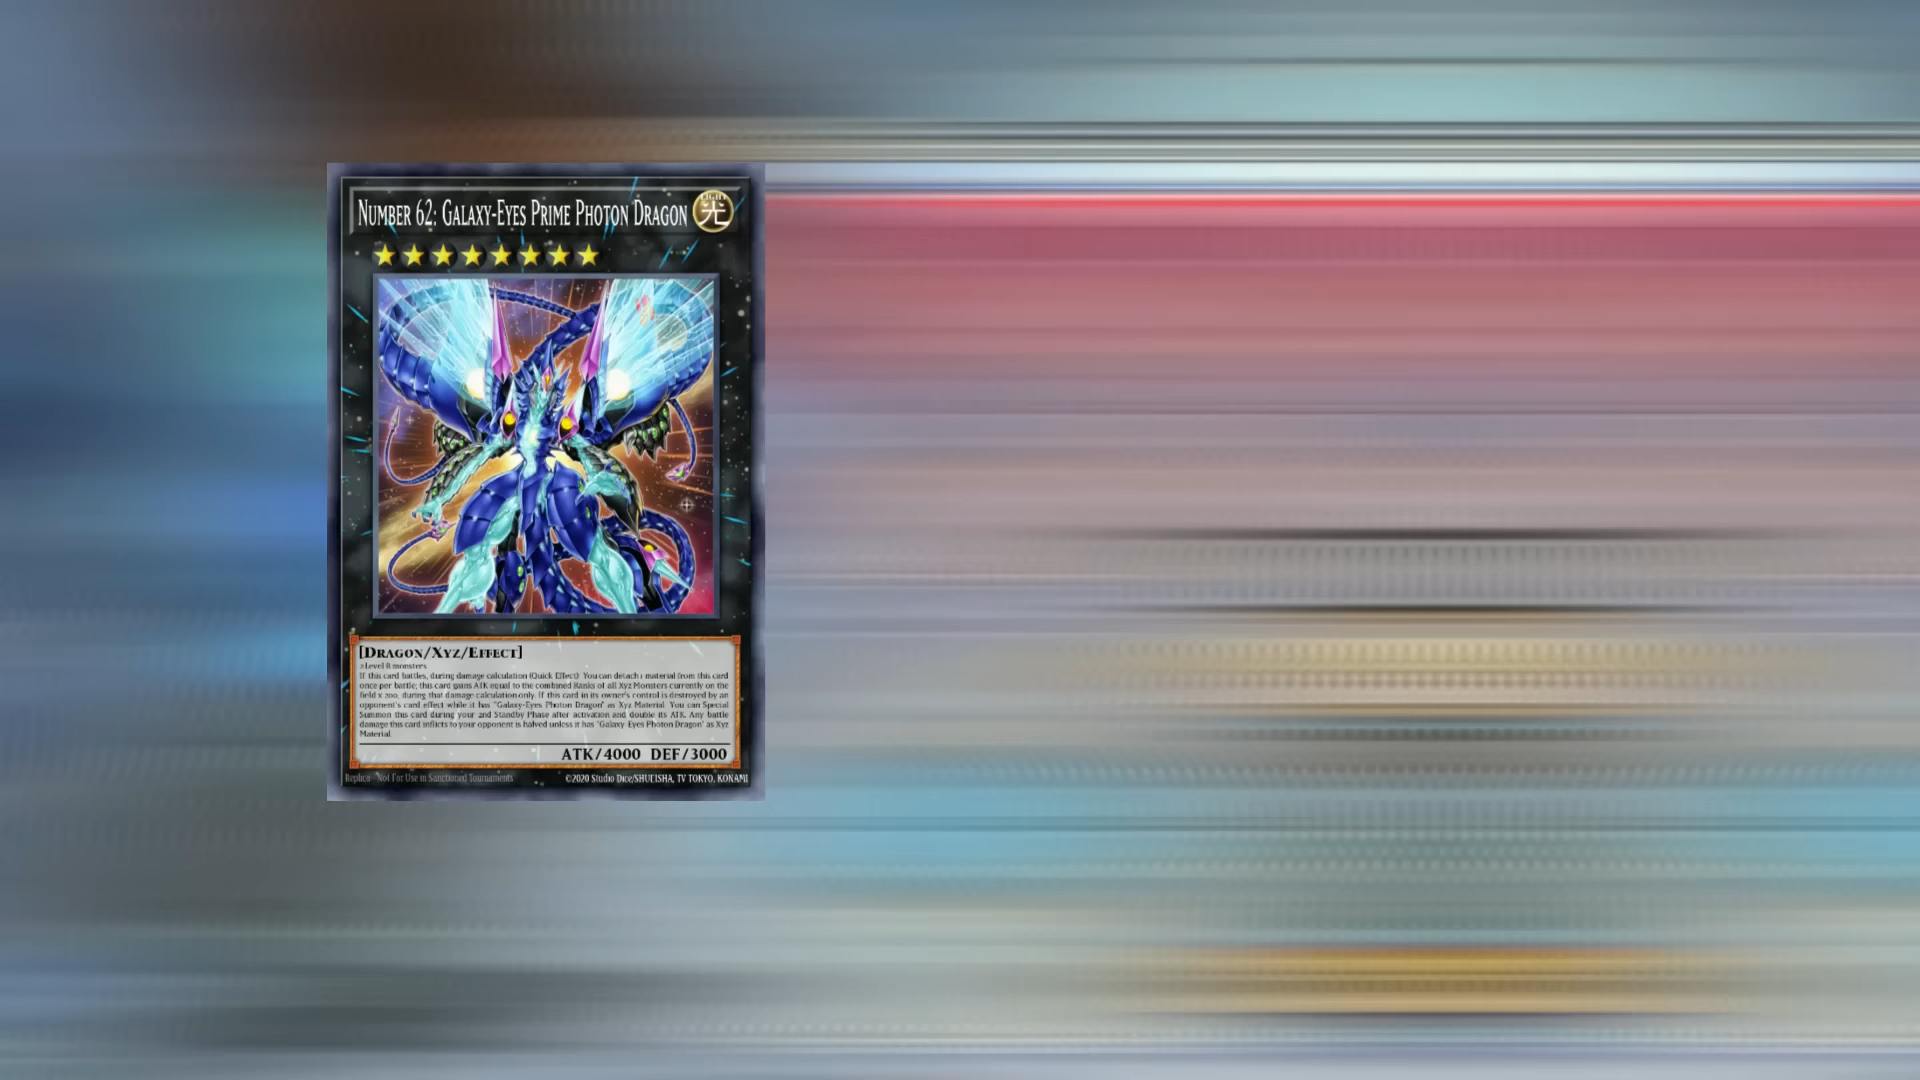 Number 62: Galaxy-Eyes Prime Photon Dragon
LIGHT
光
[Dragon/Xyz/Effect]
2 Level 8 monsters
If this card battles, during damage calculation (Quick Effect): You can detach 1 material from this card
once per battle; this card gains ATK equal to the combined Ranks of all Xyz Monsters currently on the
field x 200, during that damage calculation only. If this card in its owner's control is destroyed by an
opponent's card effect while it has "Galaxy-Eyes Photon Dragon" as Xyz Material: You can Special
Summon this card during your 2nd Standby Phase after activation and double its ATK. Any battle
damage this card inflicts to your opponent is halved unless it has "Galaxy-Eyes Photon Dragon" as Xyz
Material.
ATK/4000 DEF/3000
Replica - Not For Use in Sanctioned Tournaments
©2020 Studio Dice/SHUEISHA, TV TOKYO, KONAMI